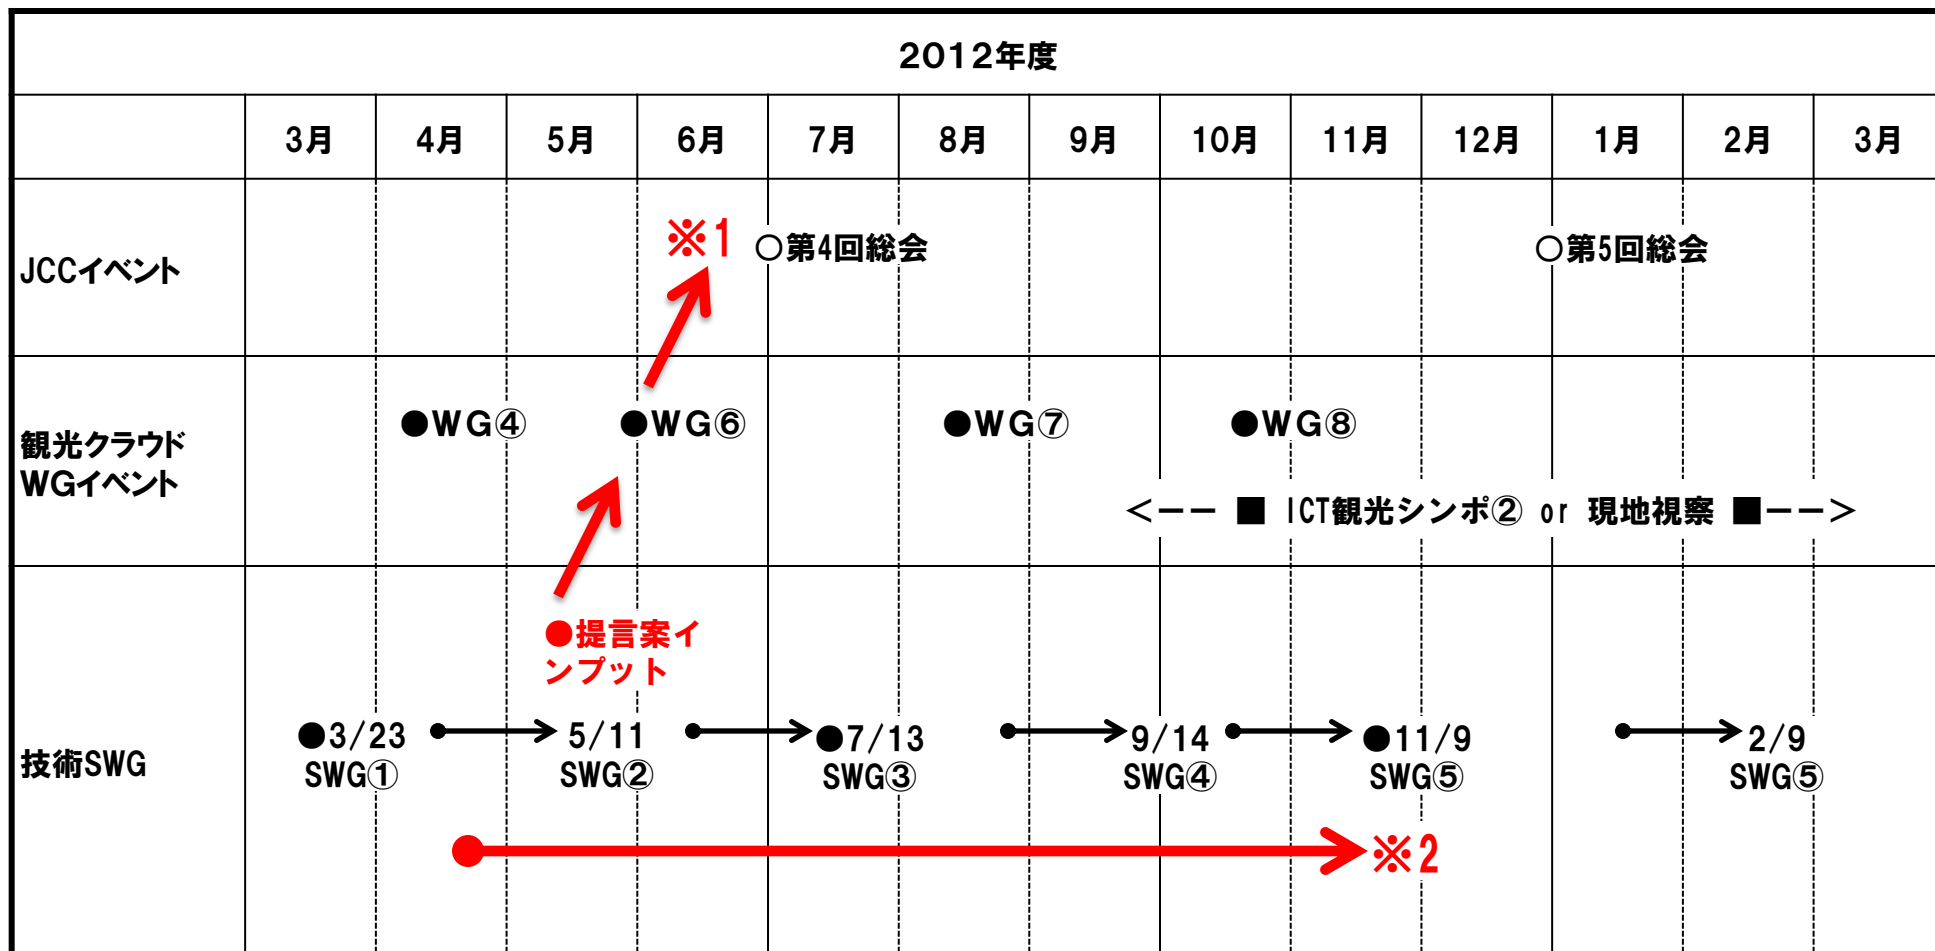 2012年度
3月 4月 5月 6月 7月 8月 9月 10月 11月 12月 1月 2月 3月
JCCイベント
※1
○第4回総会
○第5回総会
観光クラウド
WGイベント
●WG④
●WG⑥
●WG⑦
●WG⑧
<ーー ■ ICT観光シンポ② or 現地視察 ■ーー>
●提言案イ
ンプット
技術SWG
●3/23
SWG①
5/11
SWG②
●7/13
SWG③
9/14
SWG④
●11/9
SWG⑤
2/9
SWG⑤
※2